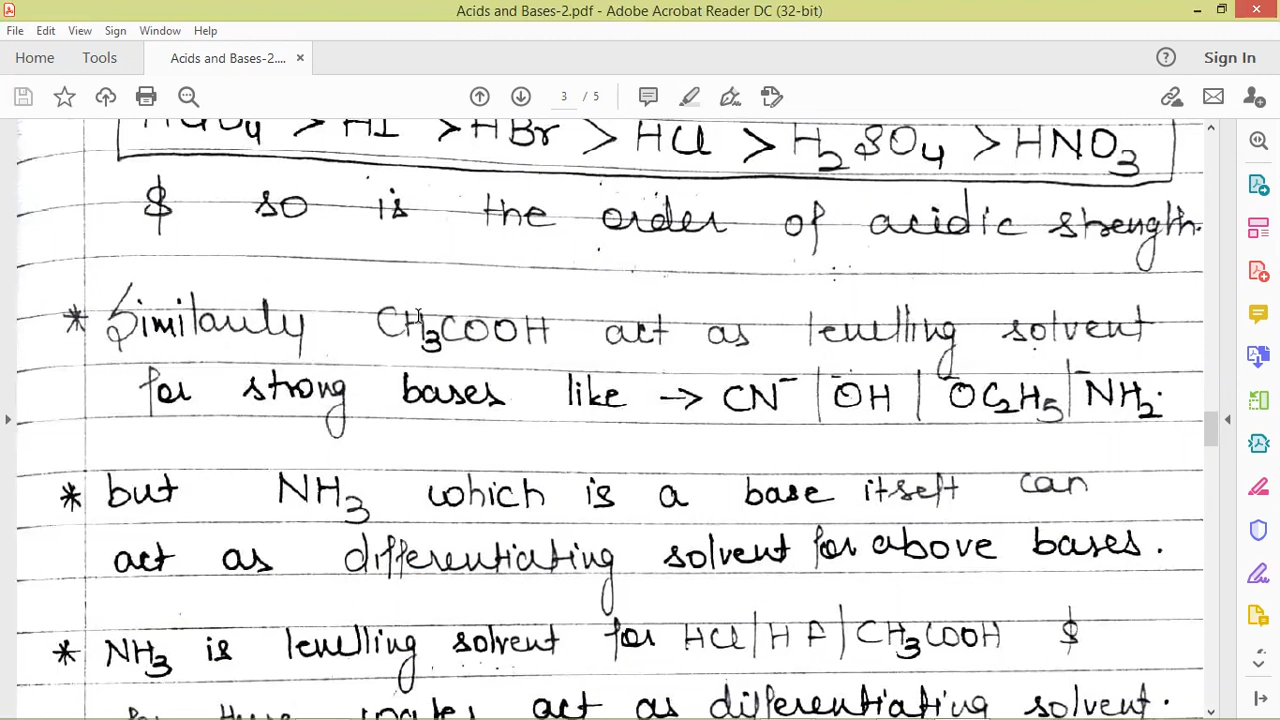 Acids and Bases-2.pdf - Adobe Acrobat Reader DC (32-bit)
File Edit View Sign Window Help
Home Tools Acids and Bases-2.... × Sign In
3 / 5
HClO4 > HI > HBr > HCl > H2SO4 > HNO3
$ so is the order of acidic strength.
* Similarly CH3COOH act as levelling solvent
for strong bases like → CN⁻ | ⁻OH | ⁻OC2H5 | ⁻NH2.
* but NH3 which is a base itself can
act as differentiating solvent for above bases.
* NH3 is levelling solvent for HCl | HF | CH3COOH $
for these water act as differentiating solvent.